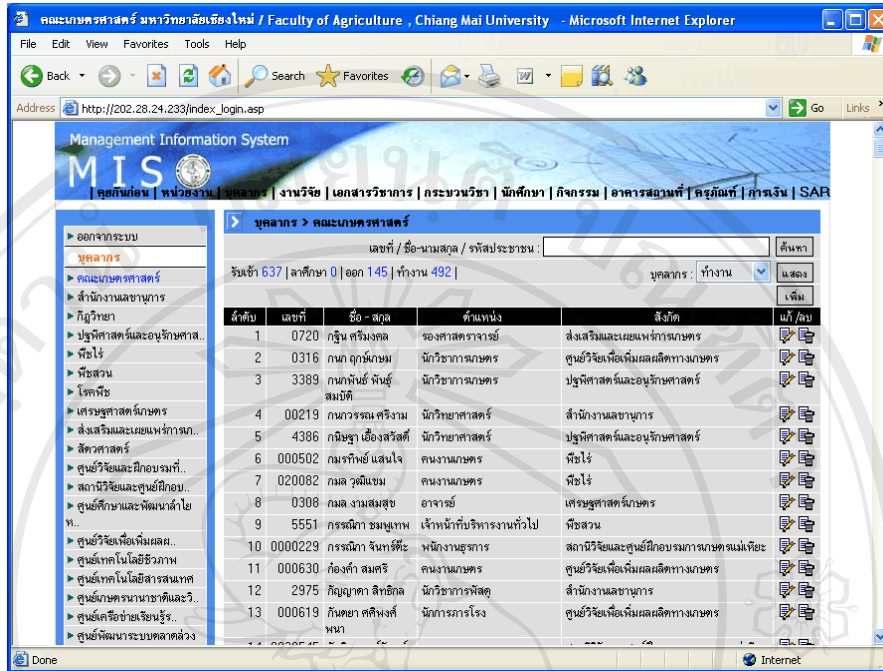 คณะเกษตรศาสตร์ มหาวิทยาลัยเชียงใหม่ / Faculty of Agriculture , Chiang Mai University - Microsoft Internet Explorer
File Edit View Favorites Tools Help
Back Search Favorites
Address http://202.28.24.233/index_login.asp Go Links
Management Information System
MIS
| คุยกันก่อน | หน่วยงาน | บุคลากร | งานวิจัย | เอกสารวิชาการ | กระบวนวิชา | นักศึกษา | กิจกรรม | อาคารสถานที่ | ครุภัณฑ์ | การเงิน | SAR
ออกจากระบบ
บุคลากร
คณะเกษตรศาสตร์
สำนักงานเลขานุการ
กีฏวิทยา
ปฐพีศาสตร์และอนุรักษศาส..
พืชไร่
พืชสวน
โรคพืช
เศรษฐศาสตร์เกษตร
ส่งเสริมและเผยแพร่การเก..
สัตวศาสตร์
ศูนย์วิจัยและฝึกอบรมที่..
สถานีวิจัยและศูนย์ฝึกอบ..
ศูนย์ศึกษาและพัฒนาลำไย
ห..
ศูนย์วิจัยเพื่อเพิ่มผลผ..
ศูนย์เทคโนโลยีชีวภาพ
ศูนย์เทคโนโลยีสารสนเทศ
ศูนย์เกษตรนานาชาติและวิ..
ศูนย์เครือข่ายเรียนรู้ร..
ศูนย์พัฒนาระบบตลาดล่วง
บุคลากร > คณะเกษตรศาสตร์
เลขที่ / ชื่อ-นามสกุล / รหัสประชาชน : ค้นหา
รับเข้า 637 | ลาศึกษา 0 | ออก 145 | ทำงาน 492 | บุคลากร : ทำงาน แสดง
เพิ่ม
ลำดับ เลขที่ ชื่อ - สกุล ตำแหน่ง สังกัด แก้ /ลบ
1 0720 กฐิน ศรีมงคล รองศาสตราจารย์ ส่งเสริมและเผยแพร่การเกษตร
2 0316 กนก ฤกษ์เกษม นักวิชาการเกษตร ศูนย์วิจัยเพื่อเพิ่มผลผลิตทางเกษตร
3 3389 กนกพันธ์ พันธุ์ นักวิชาการเกษตร ปฐพีศาสตร์และอนุรักษศาสตร์
สมบัติ
4 00219 กนกวรรณ ศรีงาม นักวิทยาศาสตร์ สำนักงานเลขานุการ
5 4386 กนิษฐา เอื้องสวัสดิ์ นักวิทยาศาสตร์ ปฐพีศาสตร์และอนุรักษศาสตร์
6 000502 กมรทิพย์ แสนใจ คนงานเกษตร พืชไร่
7 020082 กมล วุฒิแขม คนงานเกษตร พืชไร่
8 0308 กมล งามสมสุข อาจารย์ เศรษฐศาสตร์เกษตร
9 5551 กรรณิกา ชมพูเทพ เจ้าหน้าที่บริหารงานทั่วไป พืชสวน
10 0000229 กรรณิกา จันทร์ต๊ะ พนักงานธุรการ สถานีวิจัยและศูนย์ฝึกอบรมการเกษตรแม่เหียะ
11 000630 ก๋องคำ สมศรี คนงานเกษตร ศูนย์วิจัยเพื่อเพิ่มผลผลิตทางเกษตร
12 2975 กัญญาดา สิทธิกล นักวิชาการพัสดุ สำนักงานเลขานุการ
13 000619 กันตยา ศศิพงศ์ นักการภารโรง ศูนย์วิจัยเพื่อเพิ่มผลผลิตทางเกษตร
พนา
Done Internet